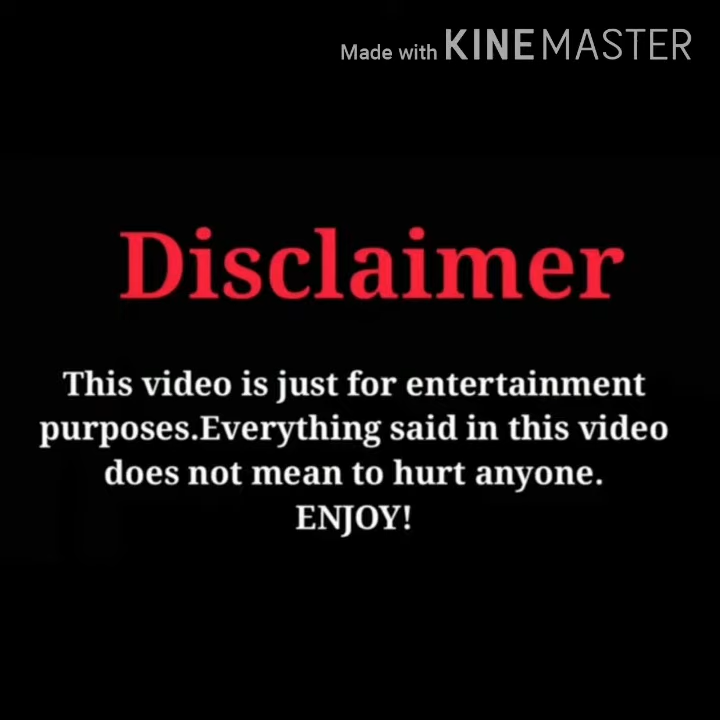 Made with KINEMASTER
Disclaimer
This video is just for entertainment
purposes.Everything said in this video
does not mean to hurt anyone.
ENJOY!